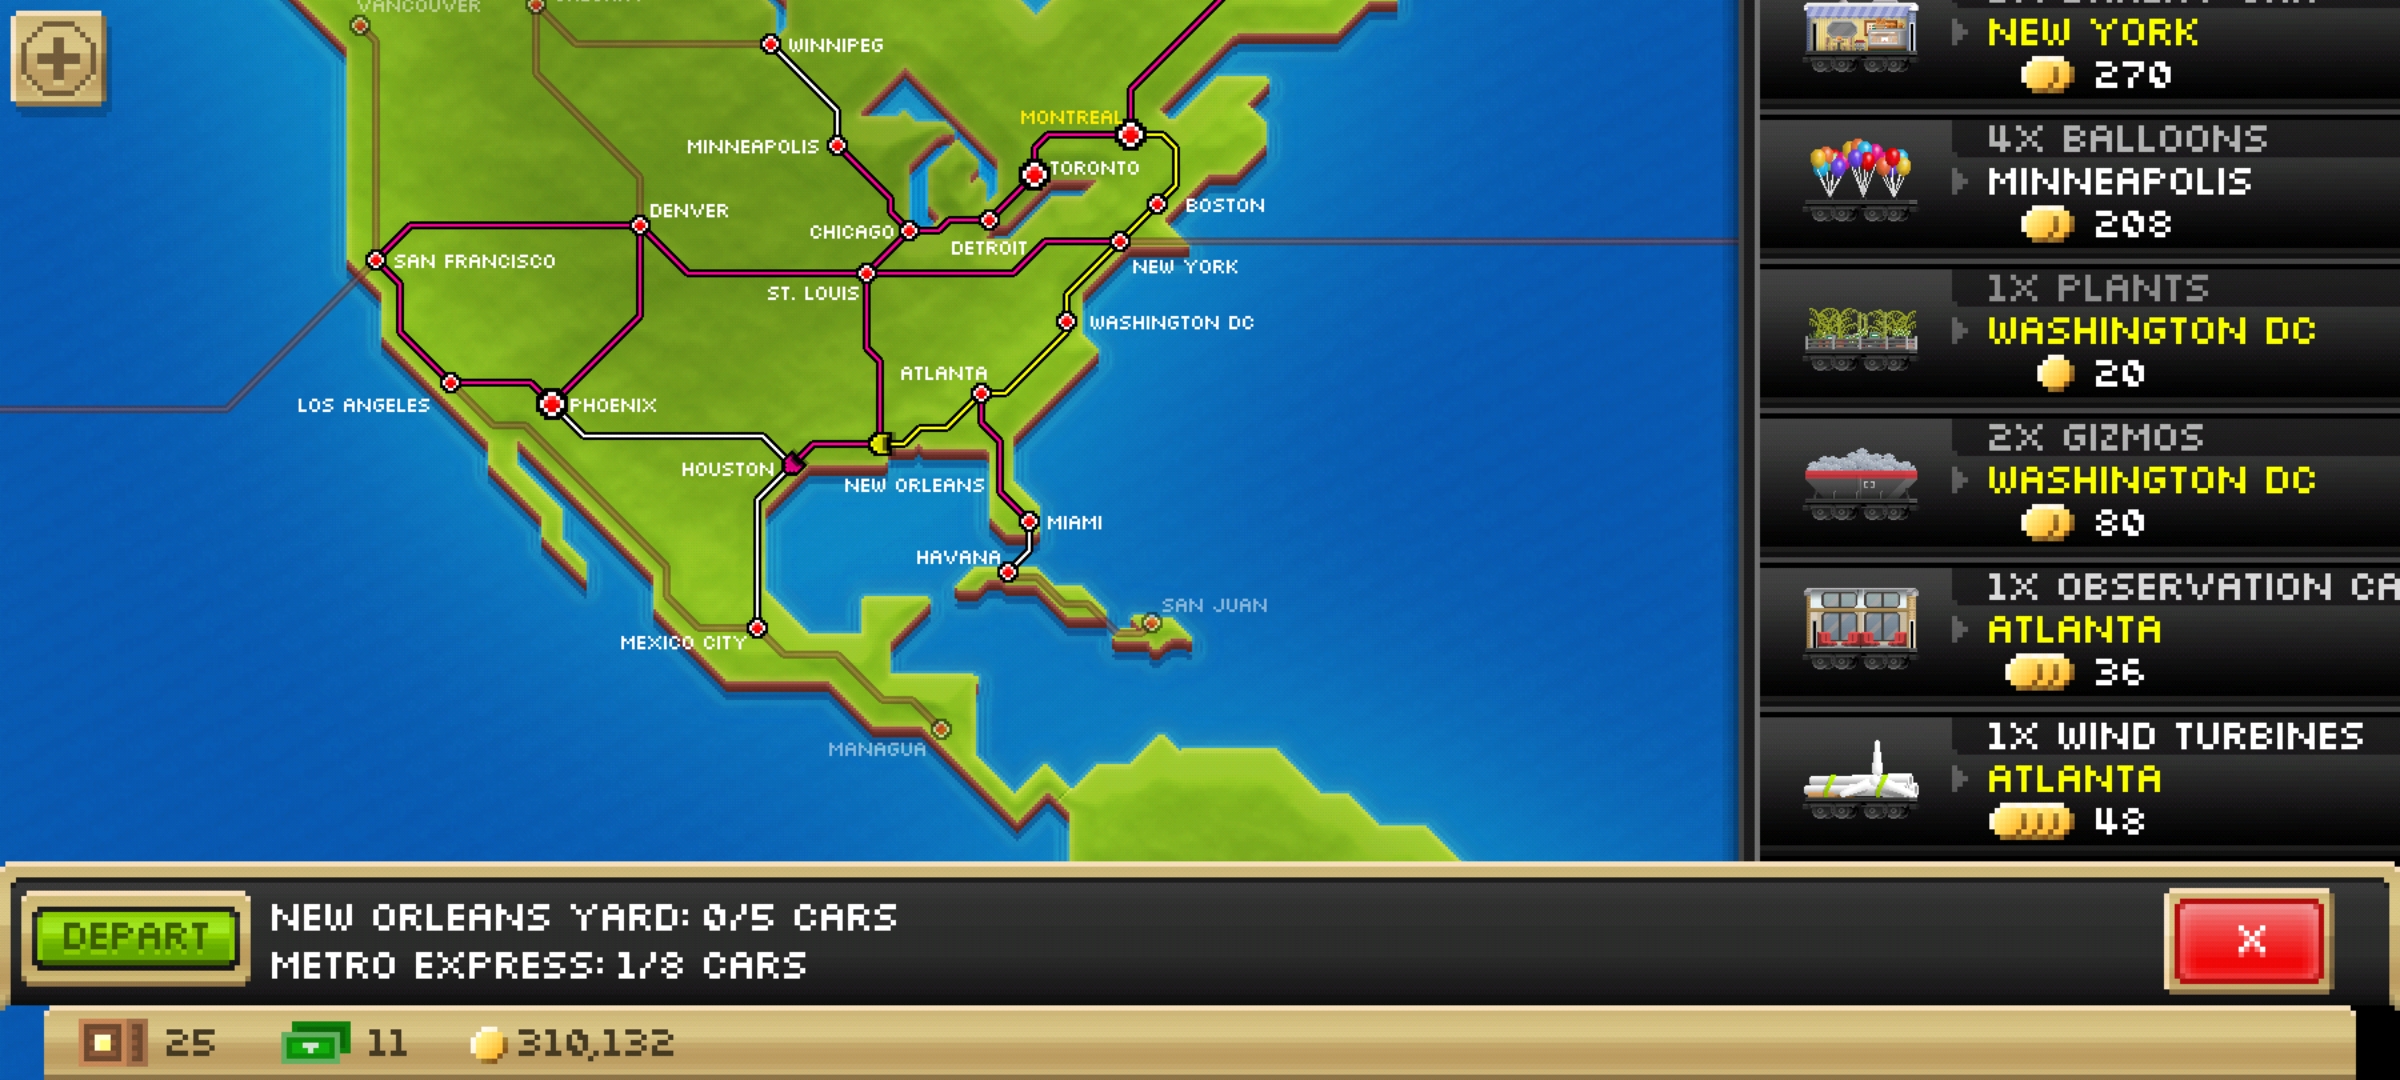 VANCOUVER
WINNIPEG
MINNEAPOLIS
MONTREAL
TORONTO
BOSTON
DENVER
CHICAGO
DETROIT
NEW YORK
SAN FRANCISCO
ST. LOUIS
WASHINGTON DC
ATLANTA
LOS ANGELES
PHOENIX
HOUSTON
NEW ORLEANS
MIAMI
HAVANA
SAN JUAN
MEXICO CITY
MANAGUA
NEW YORK
270
4X BALLOONS
MINNEAPOLIS
208
1X PLANTS
WASHINGTON DC
20
2X GIZMOS
WASHINGTON DC
80
1X OBSERVATION CA
ATLANTA
36
1X WIND TURBINES
ATLANTA
48
DEPART
NEW ORLEANS YARD: 0/5 CARS
METRO EXPRESS: 1/8 CARS
X
25
11
310,132